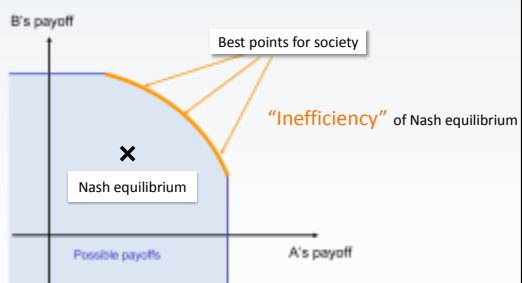 B's payoff
Best points for society
"Inefficiency" of Nash equilibrium
×
Nash equilibrium
Possible payoffs
A's payoff